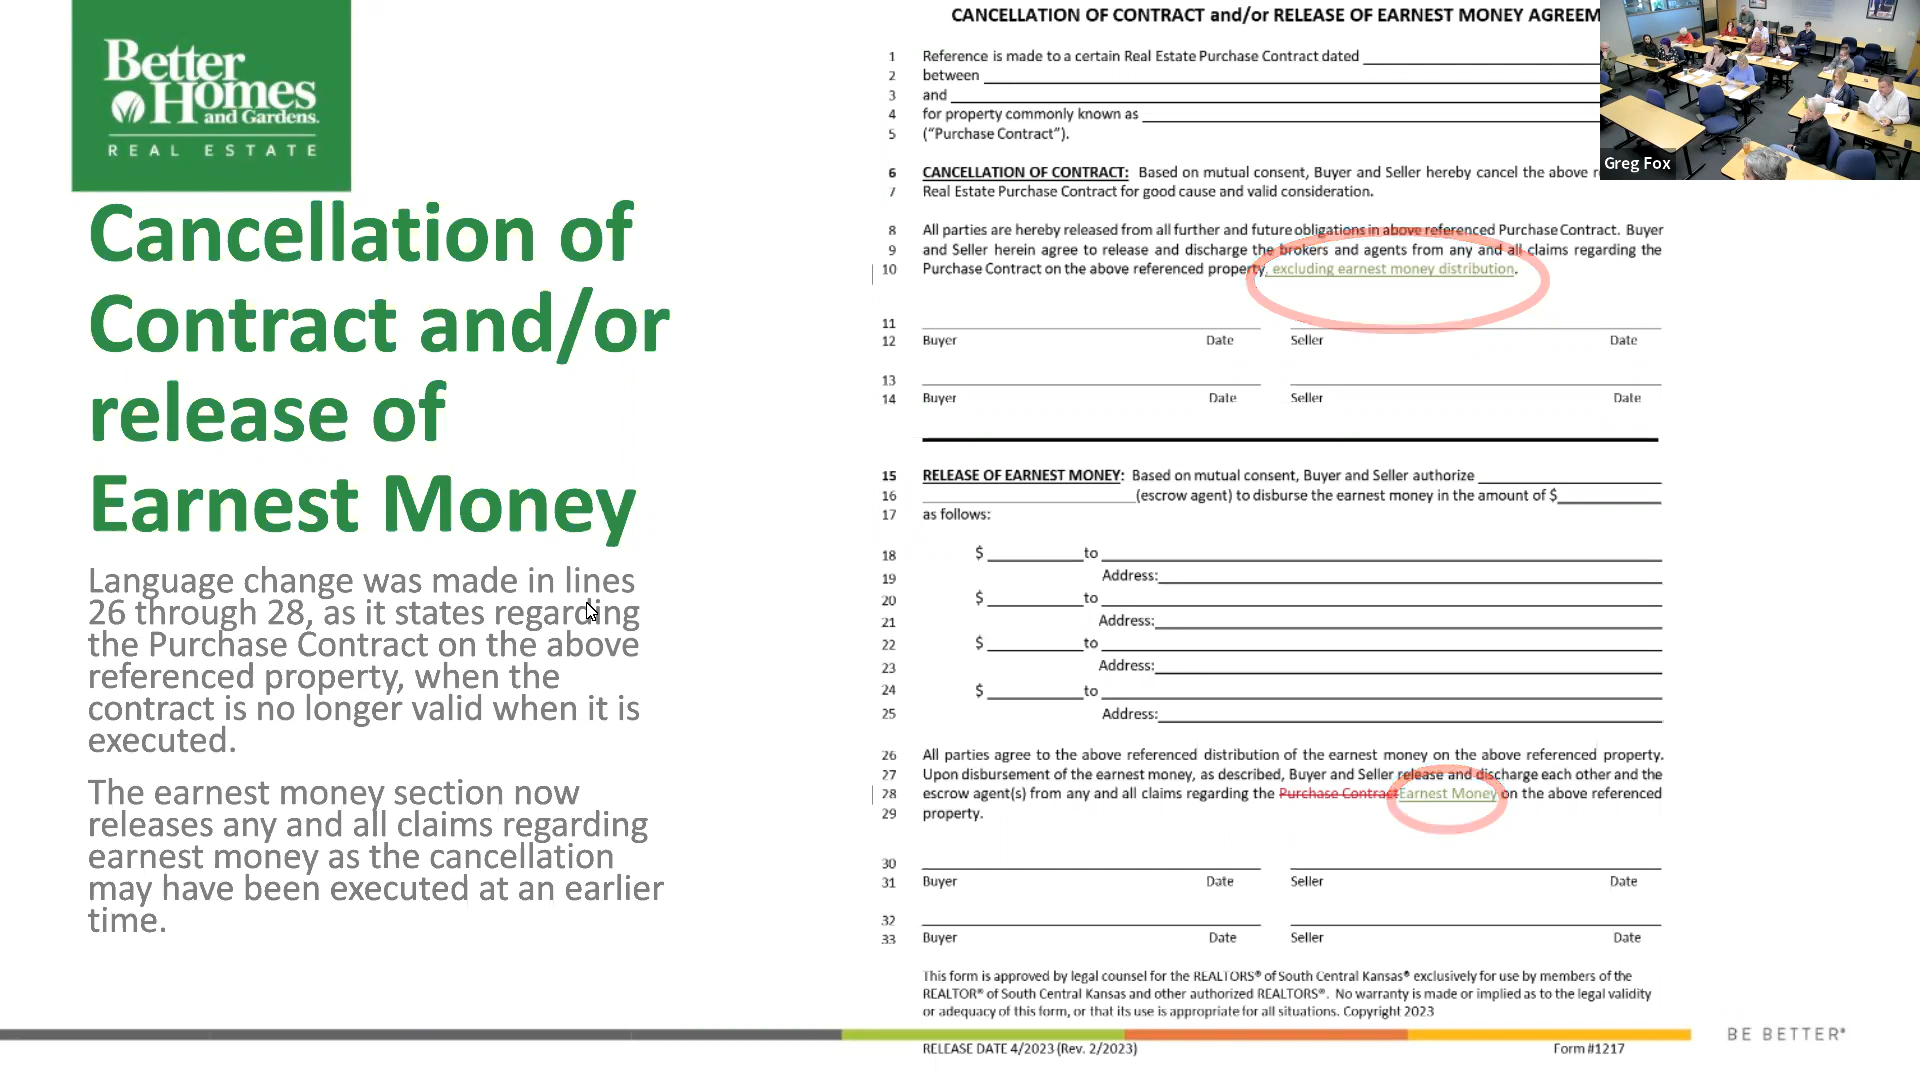 Better
Homes
and Gardens.
REAL ESTATE
Cancellation of
Contract and/or
release of
Earnest Money
Language change was made in lines
26 through 28, as it states regarding
the Purchase Contract on the above
referenced property, when the
contract is no longer valid when it is
executed.
The earnest money section now
releases any and all claims regarding
earnest money as the cancellation
may have been executed at an earlier
time.
CANCELLATION OF CONTRACT and/or RELEASE OF EARNEST MONEY AGREEM
1 Reference is made to a certain Real Estate Purchase Contract dated
2 between
3 and
4 for property commonly known as
5 (“Purchase Contract”).
6 CANCELLATION OF CONTRACT: Based on mutual consent, Buyer and Seller hereby cancel the above r
7 Real Estate Purchase Contract for good cause and valid consideration.
8 All parties are hereby released from all further and future obligations in above referenced Purchase Contract. Buyer
9 and Seller herein agree to release and discharge the brokers and agents from any and all claims regarding the
10 Purchase Contract on the above referenced property, excluding earnest money distribution.
11
12 Buyer Date Seller Date
13
14 Buyer Date Seller Date
15 RELEASE OF EARNEST MONEY: Based on mutual consent, Buyer and Seller authorize
16 (escrow agent) to disburse the earnest money in the amount of $
17 as follows:
18 $ to
19 Address:
20 $ to
21 Address:
22 $ to
23 Address:
24 $ to
25 Address:
26 All parties agree to the above referenced distribution of the earnest money on the above referenced property.
27 Upon disbursement of the earnest money, as described, Buyer and Seller release and discharge each other and the
28 escrow agent(s) from any and all claims regarding the Purchase Contract Earnest Money on the above referenced
29 property.
30
31 Buyer Date Seller Date
32
33 Buyer Date Seller Date
This form is approved by legal counsel for the REALTORS® of South Central Kansas® exclusively for use by members of the
REALTOR® of South Central Kansas and other authorized REALTORS®. No warranty is made or implied as to the legal validity
or adequacy of this form, or that its use is appropriate for all situations. Copyright 2023
RELEASE DATE 4/2023 (Rev. 2/2023) Form #1217
BE BETTER®
Greg Fox